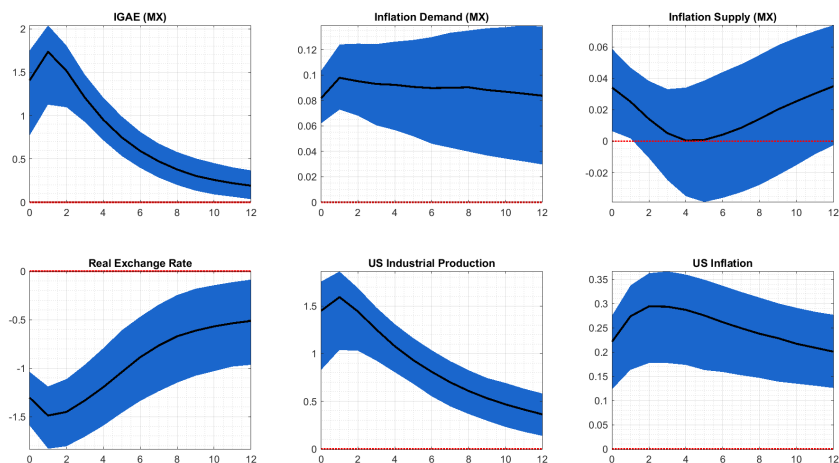 IGAE (MX)
2
1.5
1
0.5
0
0 2 4 6 8 10 12
Inflation Demand (MX)
0.14
0.12
0.1
0.08
0.06
0.04
0.02
0
0 2 4 6 8 10 12
Inflation Supply (MX)
0.06
0.04
0.02
0
-0.02
0 2 4 6 8 10 12
Real Exchange Rate
0
-0.5
-1
-1.5
0 2 4 6 8 10 12
US Industrial Production
1.5
1
0.5
0
0 2 4 6 8 10 12
US Inflation
0.35
0.3
0.25
0.2
0.15
0.1
0.05
0
0 2 4 6 8 10 12